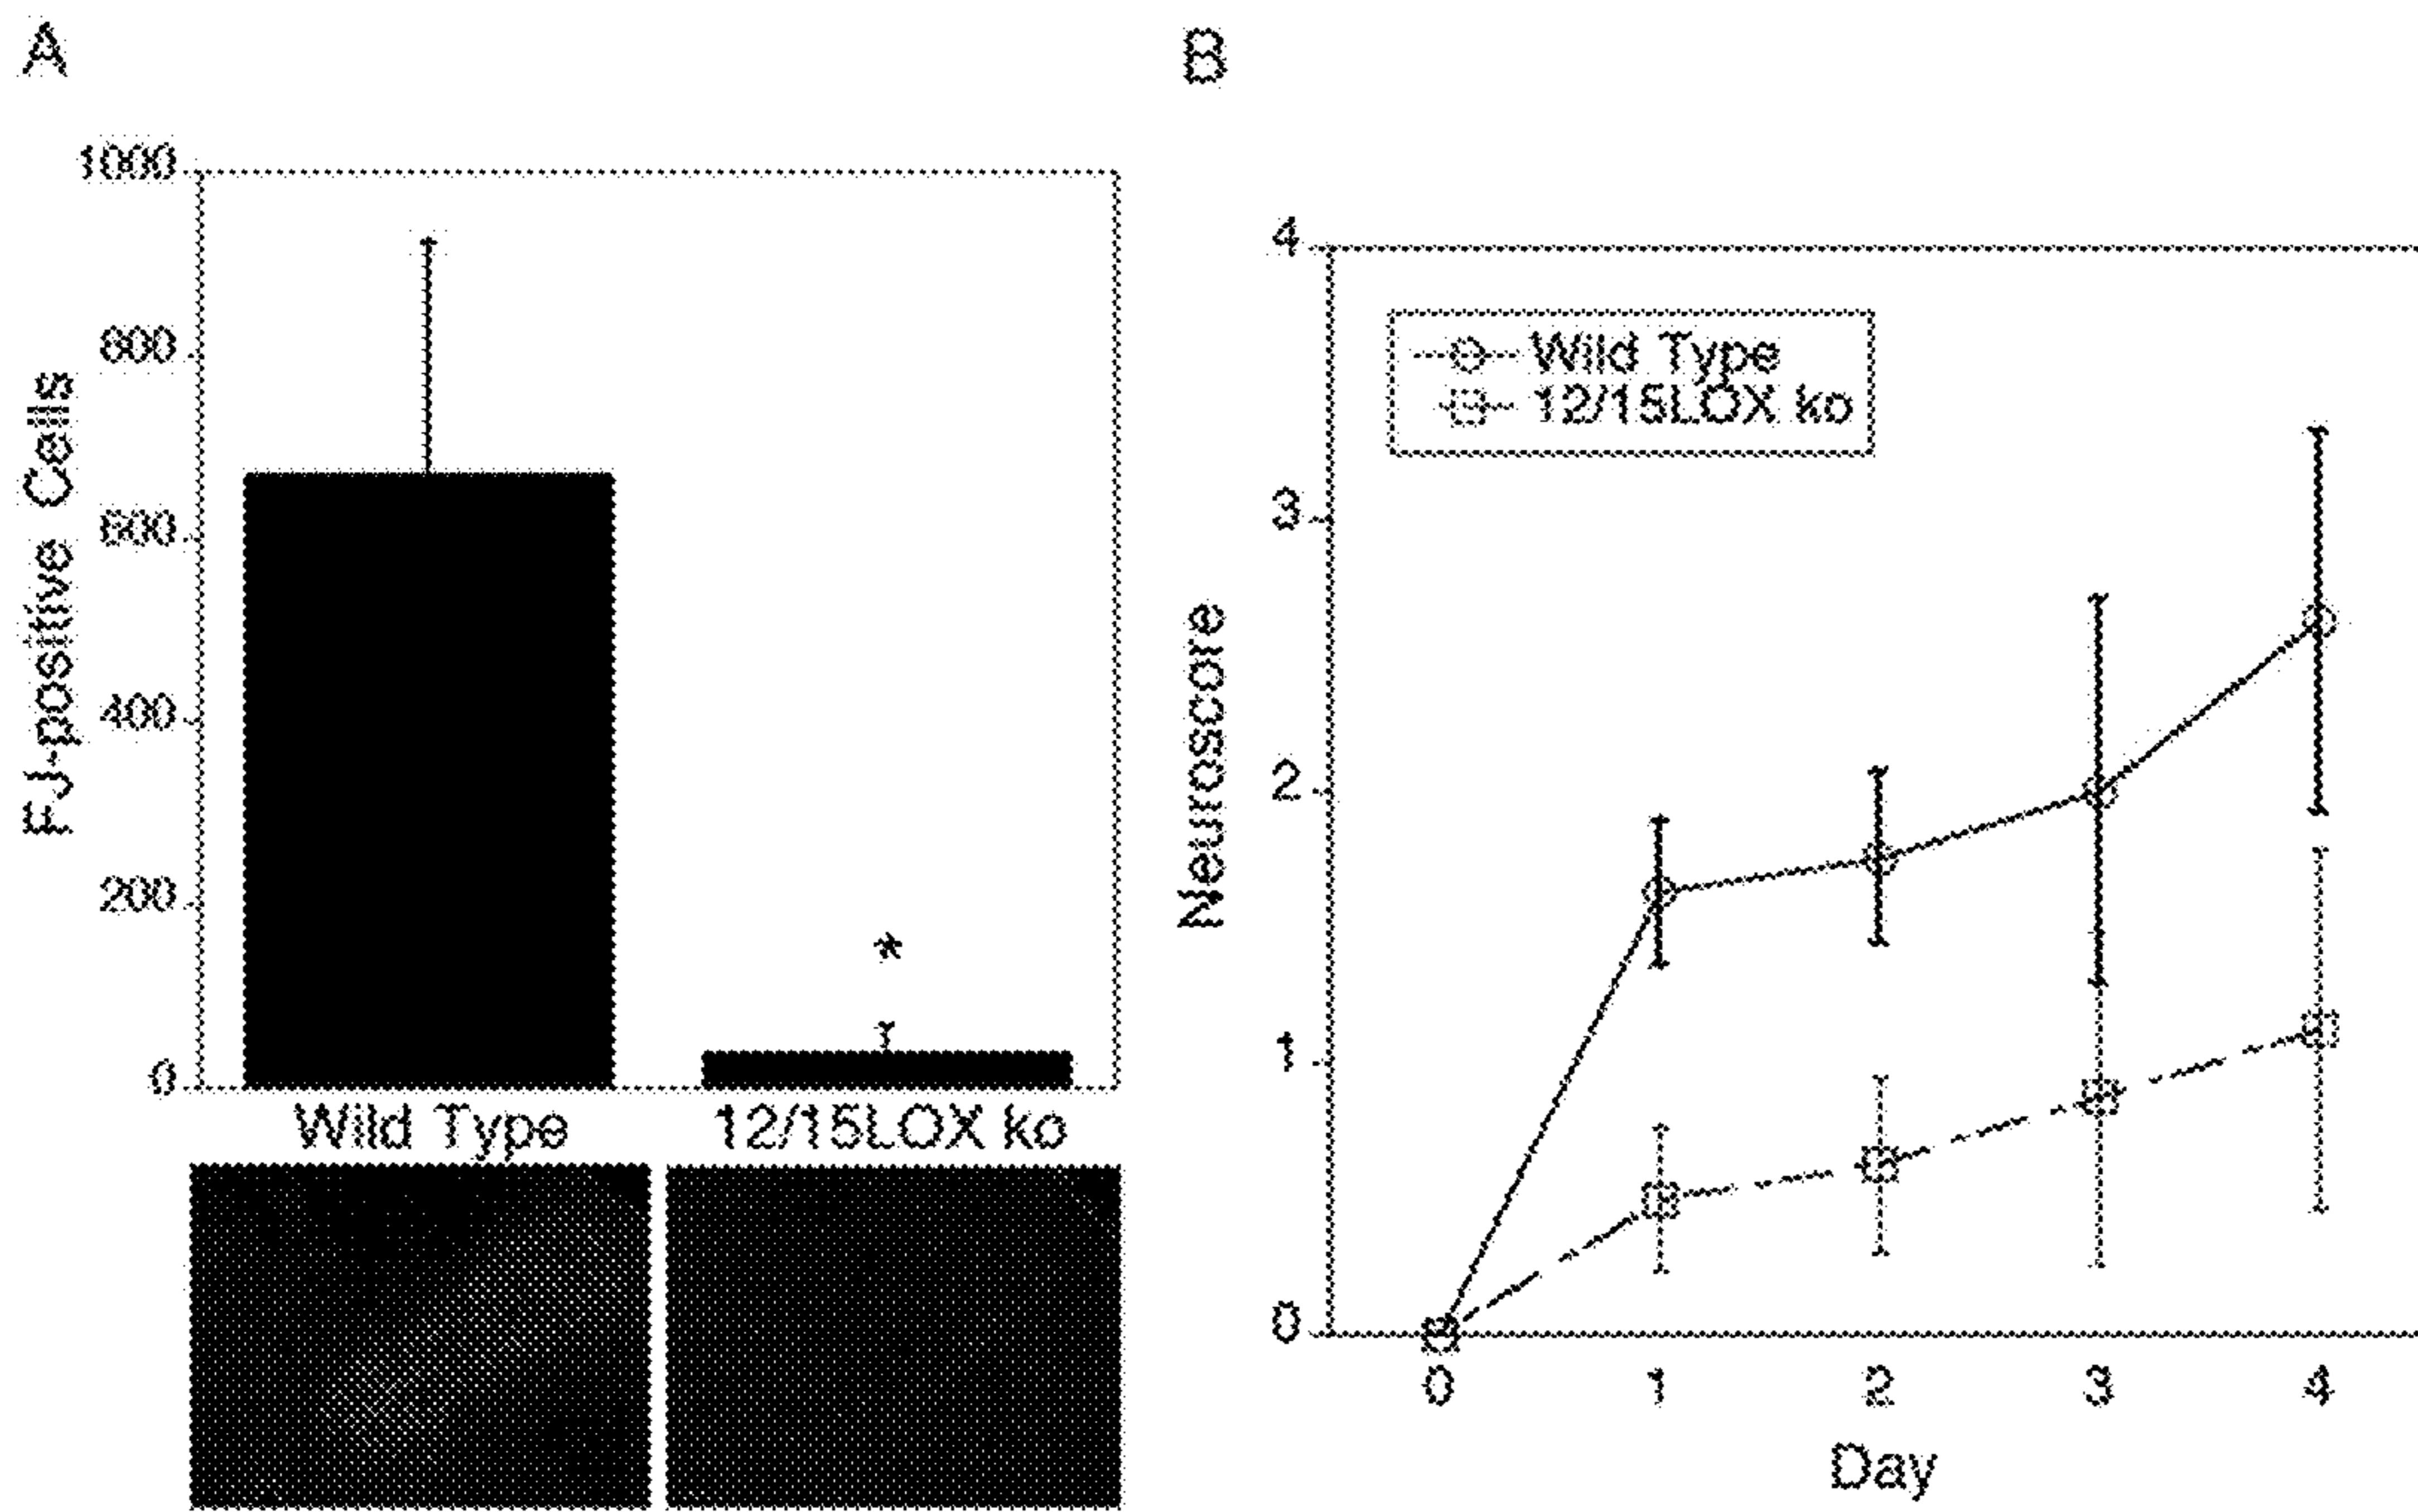 A
FJ-positive Cells
1000
800
600
400
200
0
*
Wild Type
12/15LOX ko
B
Neuroscore
4
3
2
1
0
Wild Type
12/15LOX ko
0 1 2 3 4
Day